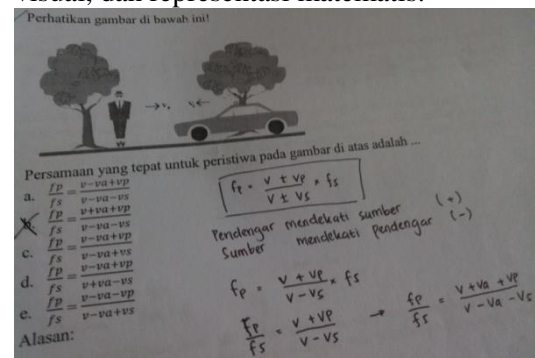 Perhatikan gambar di bawah ini!
Persamaan yang tepat untuk peristiwa pada gambar di atas adalah ...
a. fp/fs = v−va+vp/v−va−vs
fp/fs = v+va+vp/v−va−vs
c. fp/fs = v−va+vp/v−va+vs
d. fp/fs = v−va+vp/v+va−vs
e. fp/fs = v−va−vp/v−va+vs
Alasan:
fp = v ± vp/v ± vs × fs
Pendengar mendekati sumber (+)
Sumber mendekati pendengar (-)
fp = v + vp/v − vs × fs
fp/fs = v + vp/v − vs → fp/fs = v + va + vp/v − va − vs